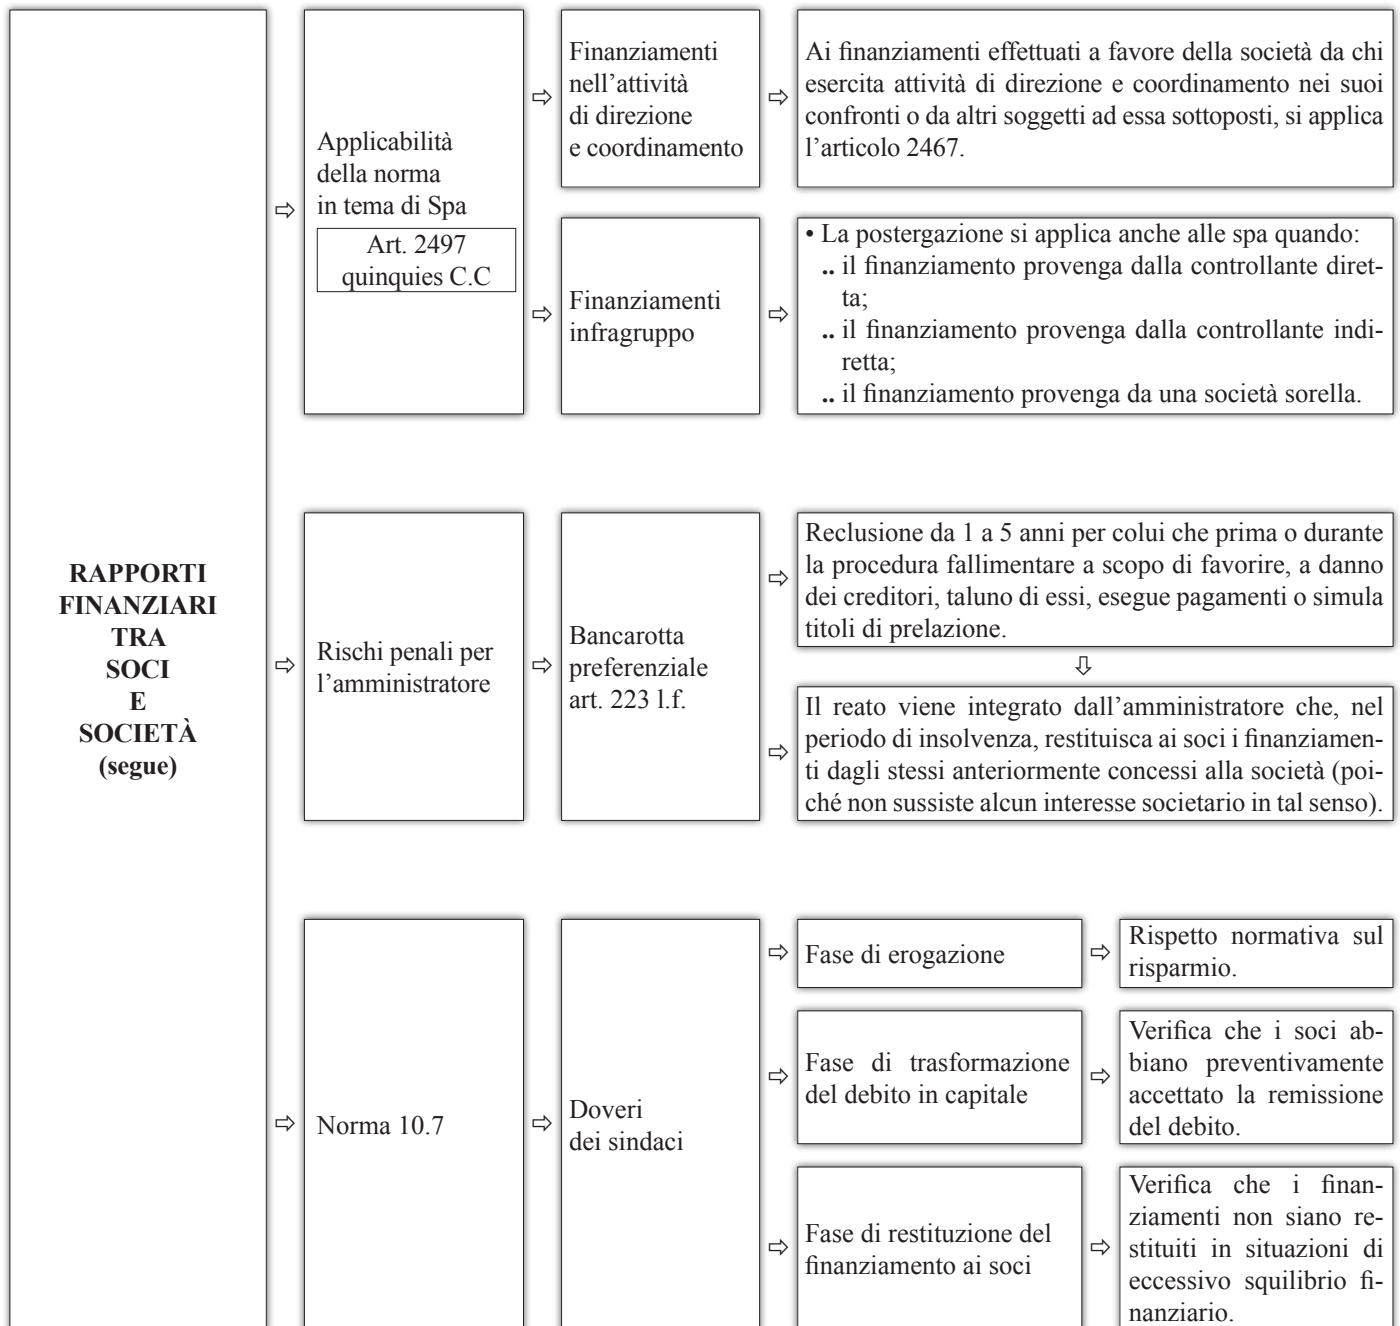 RAPPORTI
FINANZIARI
TRA
SOCI
E
SOCIETÀ
(segue)
Applicabilità
della norma
in tema di Spa
Art. 2497
quinquies C.C
Finanziamenti
nell’attività
di direzione
e coordinamento
Ai finanziamenti effettuati a favore della società da chi
esercita attività di direzione e coordinamento nei suoi
confronti o da altri soggetti ad essa sottoposti, si applica
l’articolo 2467.
Finanziamenti
infragruppo
• La postergazione si applica anche alle spa quando:
.. il finanziamento provenga dalla controllante diret-
ta;
.. il finanziamento provenga dalla controllante indi-
retta;
.. il finanziamento provenga da una società sorella.
Rischi penali per
l’amministratore
Bancarotta
preferenziale
art. 223 l.f.
Reclusione da 1 a 5 anni per colui che prima o durante
la procedura fallimentare a scopo di favorire, a danno
dei creditori, taluno di essi, esegue pagamenti o simula
titoli di prelazione.
Il reato viene integrato dall’amministratore che, nel
periodo di insolvenza, restituisca ai soci i finanziamen-
ti dagli stessi anteriormente concessi alla società (poi-
ché non sussiste alcun interesse societario in tal senso).
Norma 10.7
Doveri
dei sindaci
Fase di erogazione
Rispetto normativa sul
risparmio.
Fase di trasformazione
del debito in capitale
Verifica che i soci ab-
biano preventivamente
accettato la remissione
del debito.
Fase di restituzione del
finanziamento ai soci
Verifica che i finan-
ziamenti non siano re-
stituiti in situazioni di
eccessivo squilibrio fi-
nanziario.